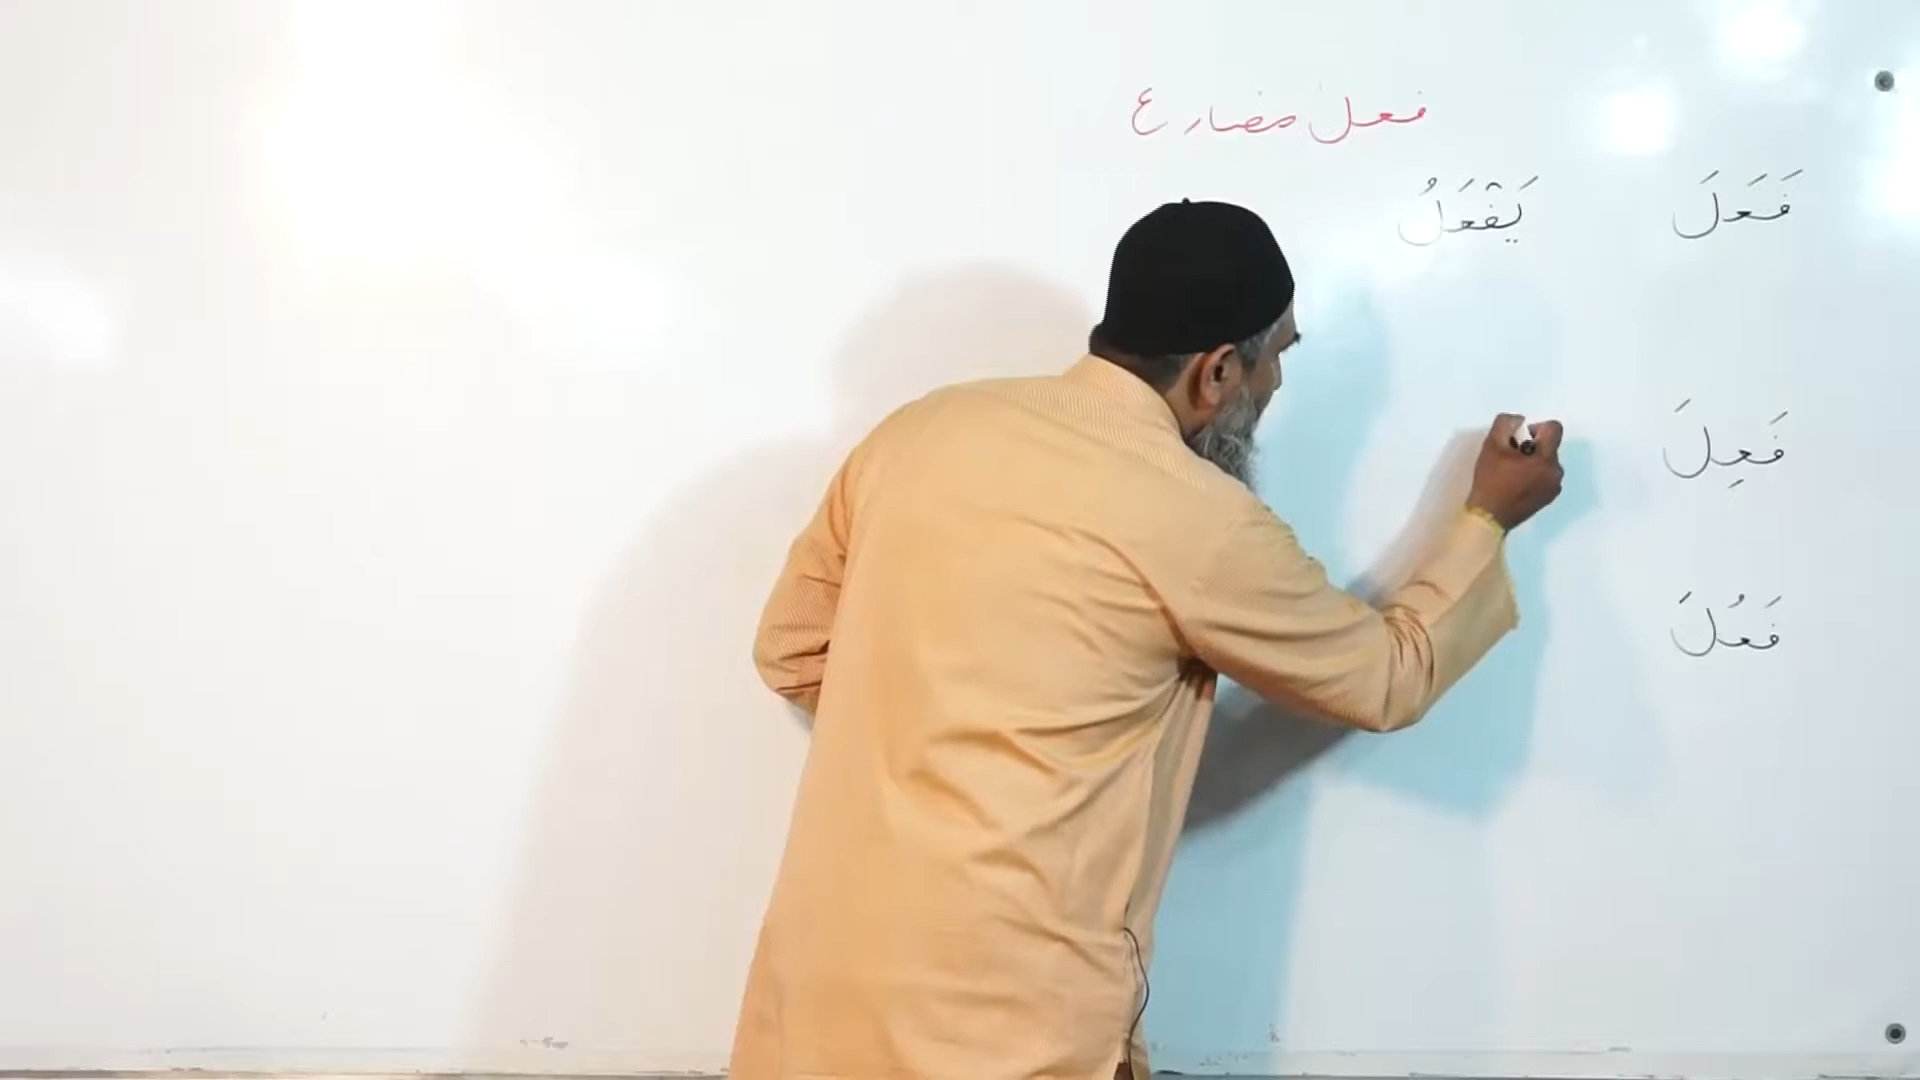 فعل مضارع
فَعَلَ يَفْعَلُ
فَعِلَ
فَعُلَ